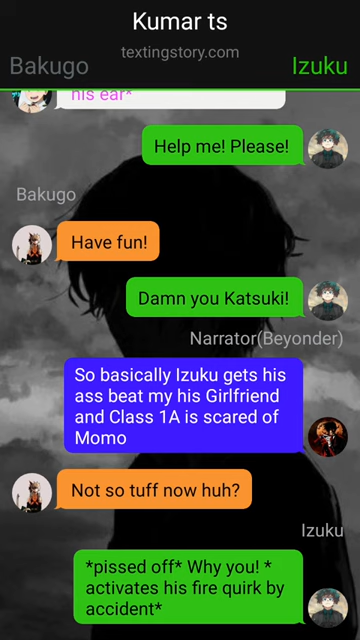 Kumar ts
textingstory.com
Bakugo Izuku
his ear*
Help me! Please!
Bakugo
Have fun!
Damn you Katsuki!
Narrator(Beyonder)
So basically Izuku gets his
ass beat my his Girlfriend
and Class 1A is scared of
Momo
Not so tuff now huh?
Izuku
*pissed off* Why you! *
activates his fire quirk by
accident*